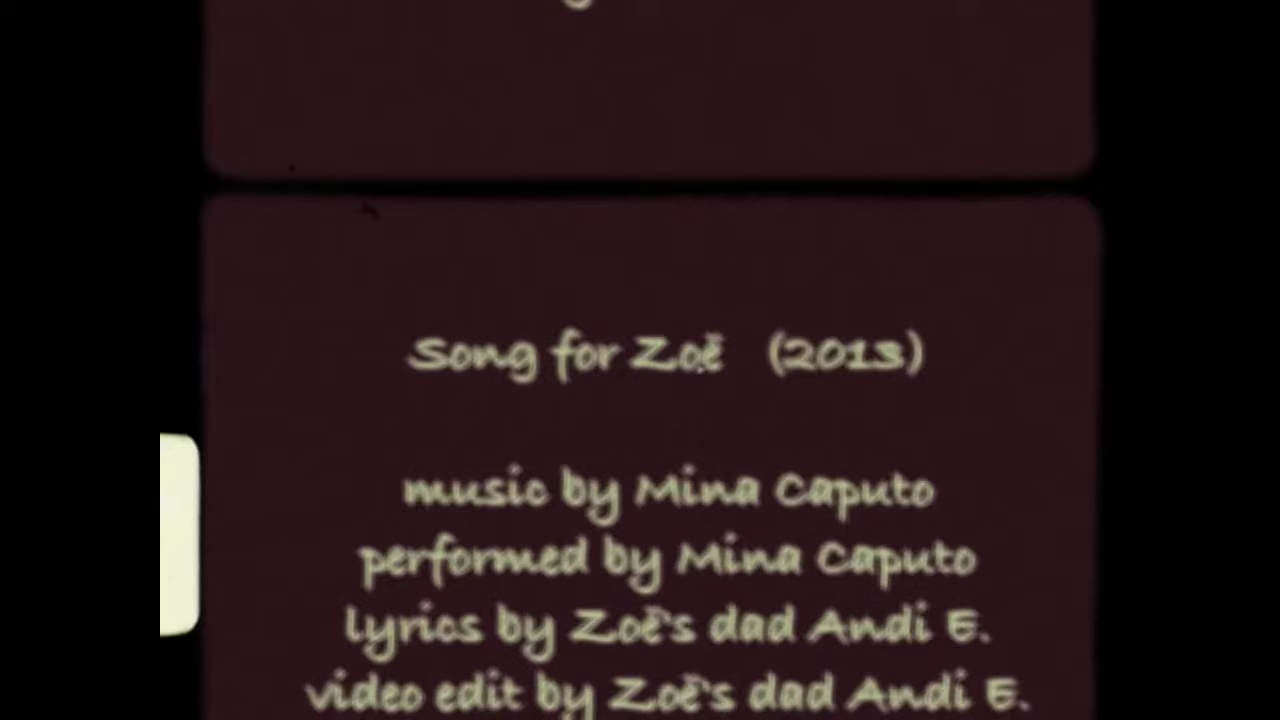 Song for Zoë (2013)
music by Mina Caputo
performed by Mina Caputo
lyrics by Zoë's dad Andi E.
video edit by Zoë's dad Andi E.